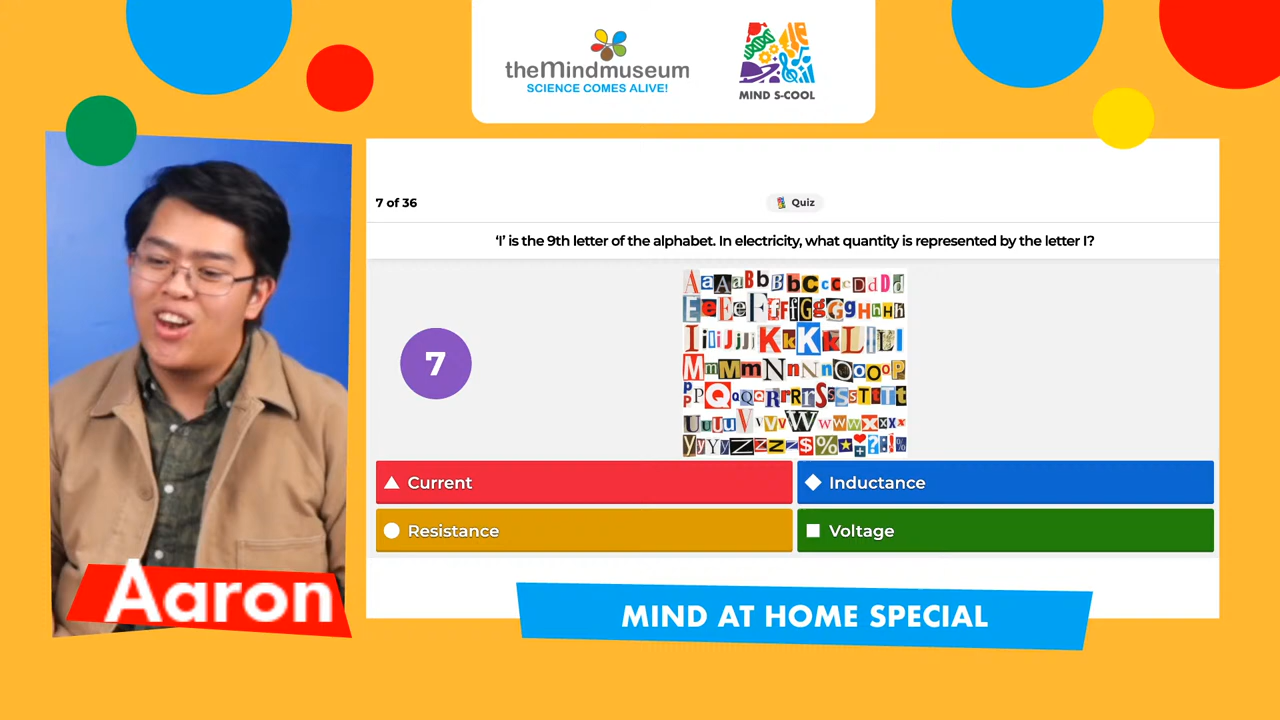 theMindmuseum
SCIENCE COMES ALIVE!
MIND S-COOL
7 of 36
Quiz
‘I’ is the 9th letter of the alphabet. In electricity, what quantity is represented by the letter I?
7
Current
Inductance
Resistance
Voltage
Aaron
MIND AT HOME SPECIAL